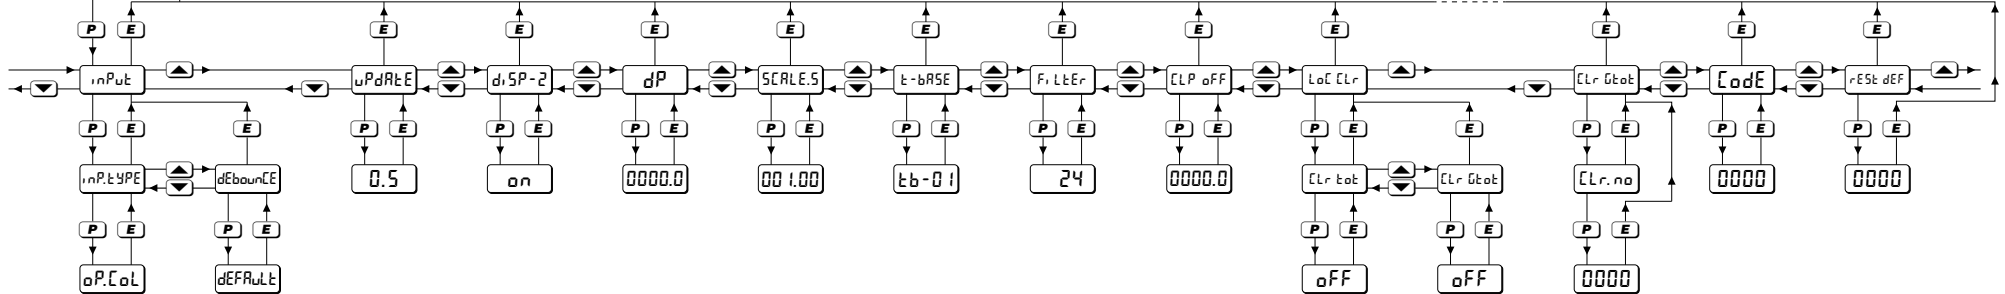 P E E E E E E E E E E E E
inPut uPdAtE diSP-2 dP SCALE.S t-bASE FiLtEr CLP oFF LoC CLr CLr Gtot CodE rESt dEF
P E E P E P E P E P E P E P E P E P E E P E P E P E
inP.tYPE dEbounCE 0.5 on 0000.0 001.00 tb-01 24 0000.0 CLr tot CLr Gtot CLr.no 0000 0000
P E P E P E P E P E
oP.CoL dEFAuLt oFF oFF 0000